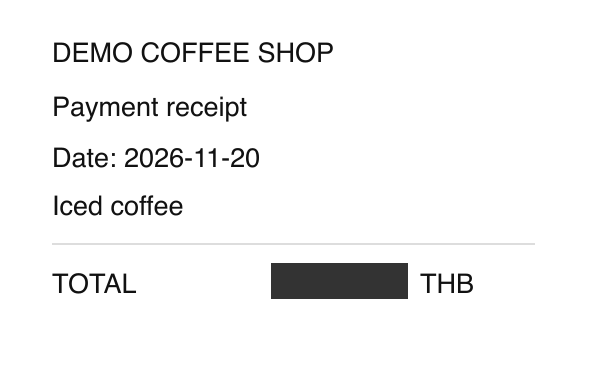 DEMO COFFEE SHOP
Payment receipt
Date: 2026-11-20
Iced coffee
TOTAL THB